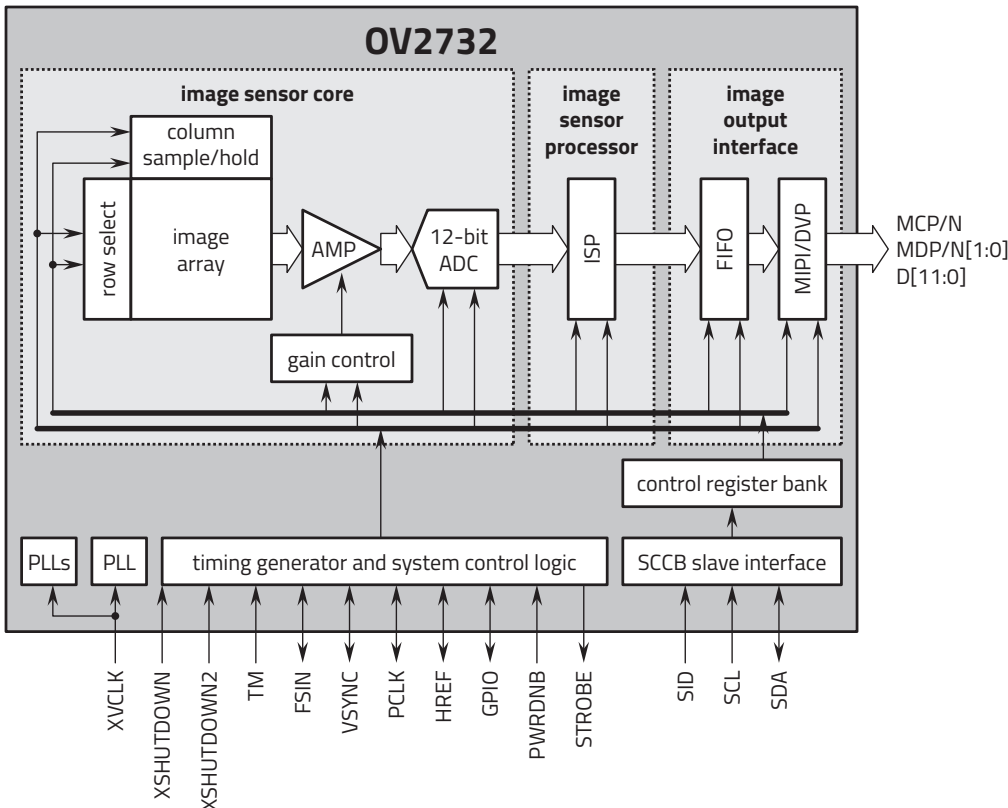 OV2732
image sensor core
image
sensor
processor
image
output
interface
column
sample/hold
row select
image
array
AMP
12-bit
ADC
ISP
FIFO
MIPI/DVP
MCP/N
MDP/N[1:0]
D[11:0]
gain control
control register bank
PLLs
PLL
timing generator and system control logic
SCCB slave interface
XVCLK
XSHUTDOWN
XSHUTDOWN2
TM
FSIN
VSYNC
PCLK
HREF
GPIO
PWRDNB
STROBE
SID
SCL
SDA